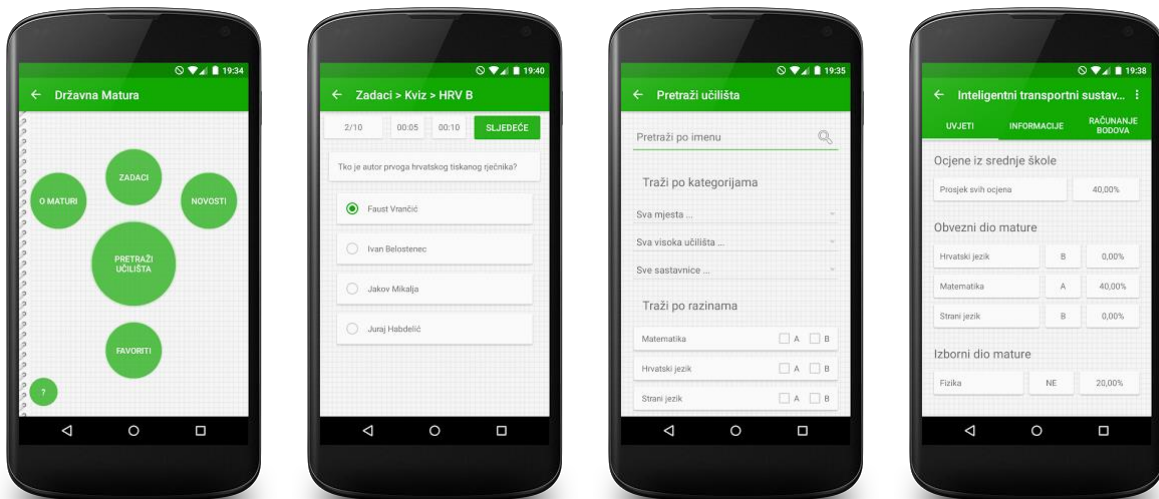 19:34
Državna Matura
ZADACI
O MATURI
NOVOSTI
PRETRAŽI
UČILIŠTA
FAVORITI
?
19:40
Zadaci > Kviz > HRV B
2/10 00:05 00:10 SLJEDEĆE
Tko je autor prvoga hrvatskog tiskanog rječnika?
Faust Vrančić
Ivan Belostenec
Jakov Mikalja
Juraj Habdelić
19:35
Pretraži učilišta
Pretraži po imenu
Traži po kategorijama
Sva mjesta ...
Sva visoka učilišta ...
Sve sastavnice ...
Traži po razinama
Matematika A B
Hrvatski jezik A B
Strani jezik A B
19:38
Inteligentni transportni sustav...
UVJETI INFORMACIJE RAČUNANJE
BODOVA
Ocjene iz srednje škole
Prosjek svih ocjena 40,00%
Obvezni dio mature
Hrvatski jezik B 0,00%
Matematika A 40,00%
Strani jezik B 0,00%
Izborni dio mature
Fizika NE 20,00%